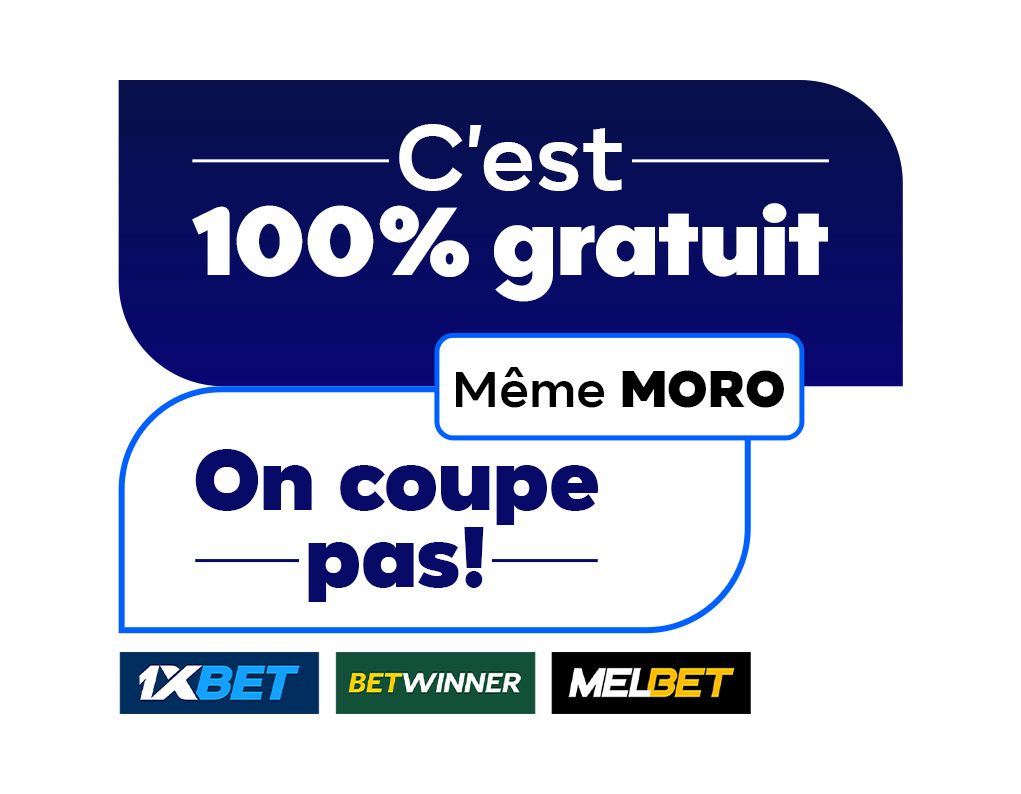 C'est
100% gratuit
Même MORO
On coupe
pas!
1XBET BETWINNER MELBET